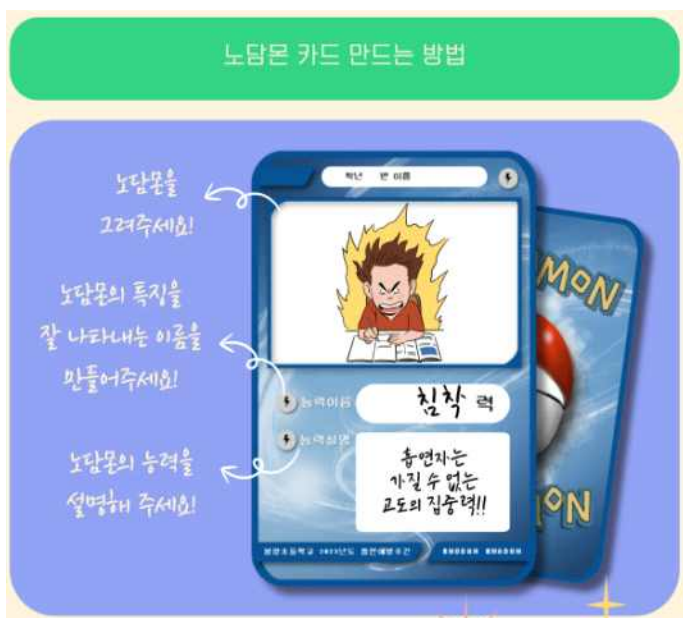 노담몬 카드 만드는 방법
노담몬을
그려주세요!
학년 반 이름
노담몬의 특징을
잘 나타내는 이름을
만들어주세요!
능력이름
침착 력
노담몬의 능력을
설명해 주세요!
능력설명
흡연자는
가질 수 없는
고도의 집중력!!
MON
ON